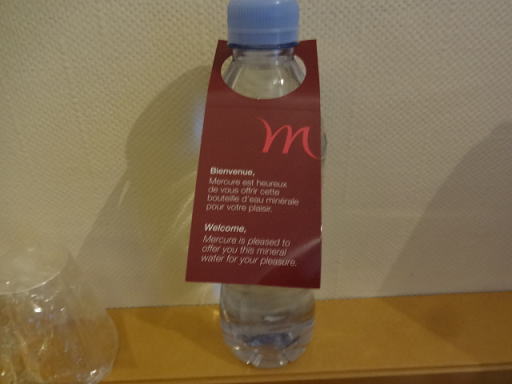 m
Bienvenue,
Mercure est heureux
de vous offrir cette
bouteille d'eau minérale
pour votre plaisir.
Welcome,
Mercure is pleased to
offer you this mineral
water for your pleasure.